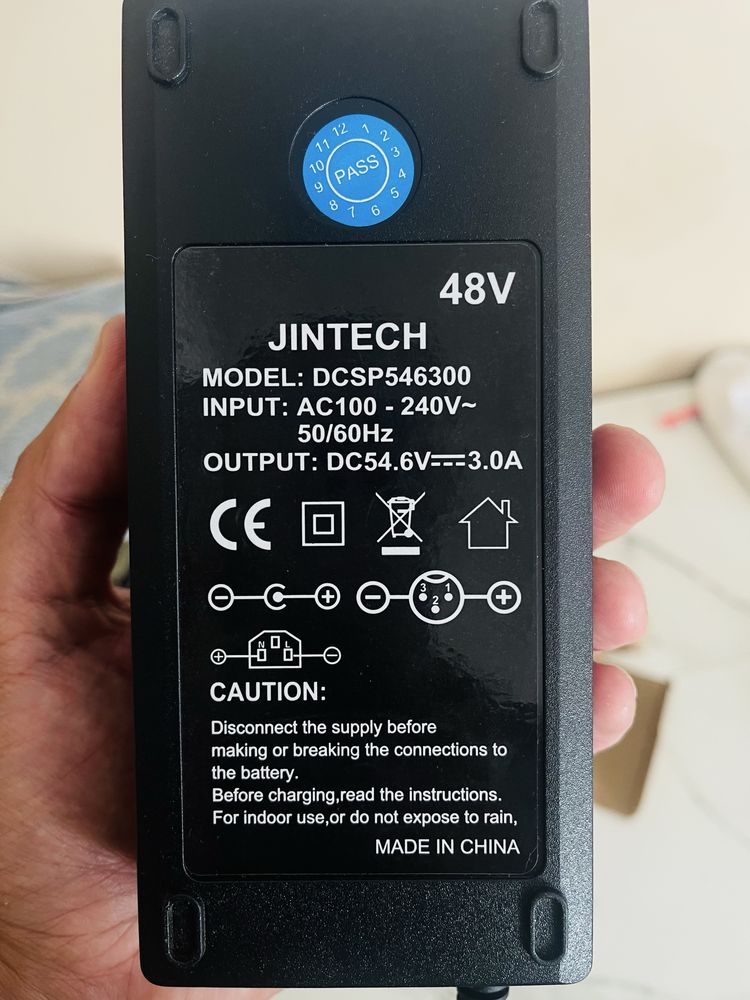 12 1 2 3 4 5 6 7 8 9 10 11
PASS
48V
JINTECH
MODEL: DCSP546300
INPUT: AC100 - 240V~
50/60Hz
OUTPUT: DC54.6V⎓3.0A
CE
3 1
2
N L
CAUTION:
Disconnect the supply before
making or breaking the connections to
the battery.
Before charging,read the instructions.
For indoor use,or do not expose to rain,
MADE IN CHINA